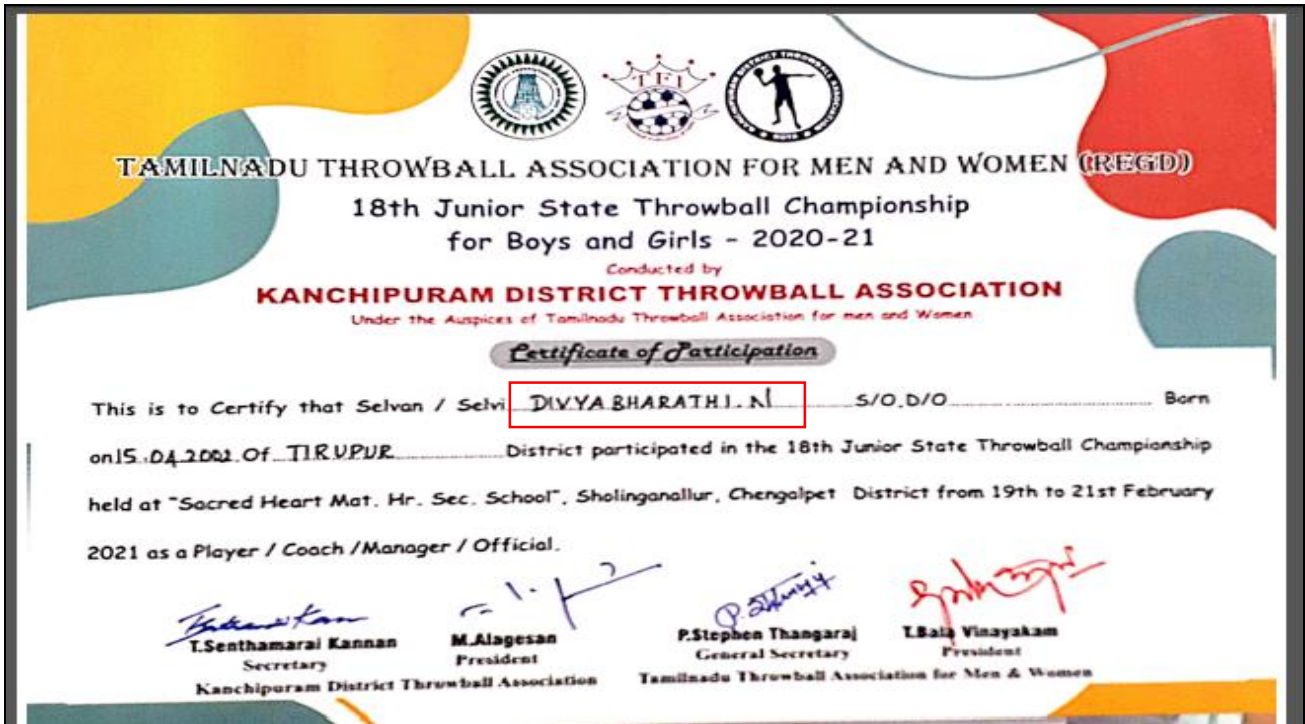 TFI
KANCHIPURAM DISTRICT THROWBALL ASSOCIATION
TAMILNADU THROWBALL ASSOCIATION FOR MEN AND WOMEN (REGD)
18th Junior State Throwball Championship
for Boys and Girls - 2020-21
Conducted by
KANCHIPURAM DISTRICT THROWBALL ASSOCIATION
Under the Auspices of Tamilnadu Throwball Association for men and Women
Certificate of Participation
This is to Certify that Selvan / Selvi DIVYA BHARATHI.N S/O,D/O Born
on 15.04.2002 Of TIRUPUR District participated in the 18th Junior State Throwball Championship
held at "Sacred Heart Mat. Hr. Sec. School", Sholinganallur, Chengalpet District from 19th to 21st February
2021 as a Player / Coach /Manager / Official.
T.Senthamarai Kannan M.Alagesan P.Stephen Thangaraj T.Bala Vinayakam
Secretary President General Secretary President
Kanchipuram District Throwball Association Tamilnadu Throwball Association for Men & Women